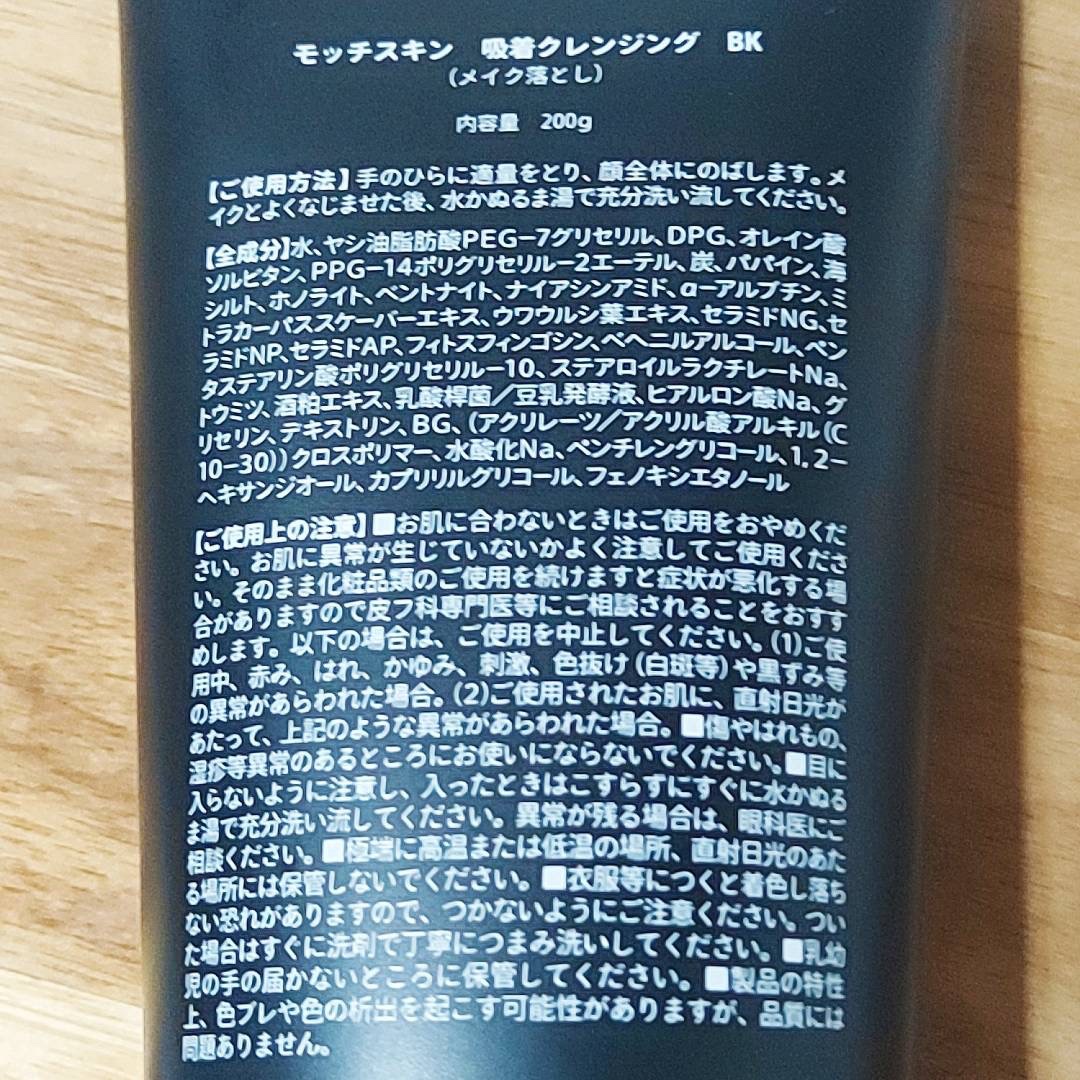 モッチスキン 吸着クレンジング BK
（メイク落とし）
内容量 200g
【ご使用方法】手のひらに適量をとり、顔全体にのばします。メ
イクとよくなじませた後、水かぬるま湯で充分洗い流してください。
【全成分】水、ヤシ油脂肪酸PEG－7グリセリル、DPG、オレイン酸
ソルビタン、PPG－14ポリグリセリル－2エーテル、炭、パパイン、海
シルト、ホノライト、ベントナイト、ナイアシンアミド、α－アルブチン、ミ
トラカーパススケーバーエキス、ウワウルシ葉エキス、セラミドNG、セ
ラミドNP、セラミドAP、フィトスフィンゴシン、ベヘニルアルコール、ペン
タステアリン酸ポリグリセリル－10、ステアロイルラクチレートNa、
トウミツ、酒粕エキス、乳酸桿菌／豆乳発酵液、ヒアルロン酸Na、グ
リセリン、デキストリン、BG、（アクリレーツ／アクリル酸アルキル（C
10－30））クロスポリマー、水酸化Na、ペンチレングリコール、1，2－
ヘキサンジオール、カプリリルグリコール、フェノキシエタノール
【ご使用上の注意】■お肌に合わないときはご使用をおやめくだ
さい。お肌に異常が生じていないかよく注意してご使用くださ
い。そのまま化粧品類のご使用を続けますと症状が悪化する場
合がありますので皮フ科専門医等にご相談されることをおすす
めします。以下の場合は、ご使用を中止してください。（1）ご使
用中、赤み、はれ、かゆみ、刺激、色抜け（白斑等）や黒ずみ等
の異常があらわれた場合。（2）ご使用されたお肌に、直射日光が
あたって、上記のような異常があらわれた場合。■傷やはれもの、
湿疹等異常のあるところにお使いにならないでください。■目に
入らないように注意し、入ったときはこすらずにすぐに水かぬる
ま湯で充分洗い流してください。異常が残る場合は、眼科医にご
相談ください。■極端に高温または低温の場所、直射日光のあた
る場所には保管しないでください。■衣服等につくと着色し落ち
ない恐れがありますので、つかないようにご注意ください。つい
た場合はすぐに洗剤で丁寧につまみ洗いしてください。■乳幼
児の手の届かないところに保管してください。■製品の特性
上、色ブレや色の析出を起こす可能性がありますが、品質には
問題ありません。